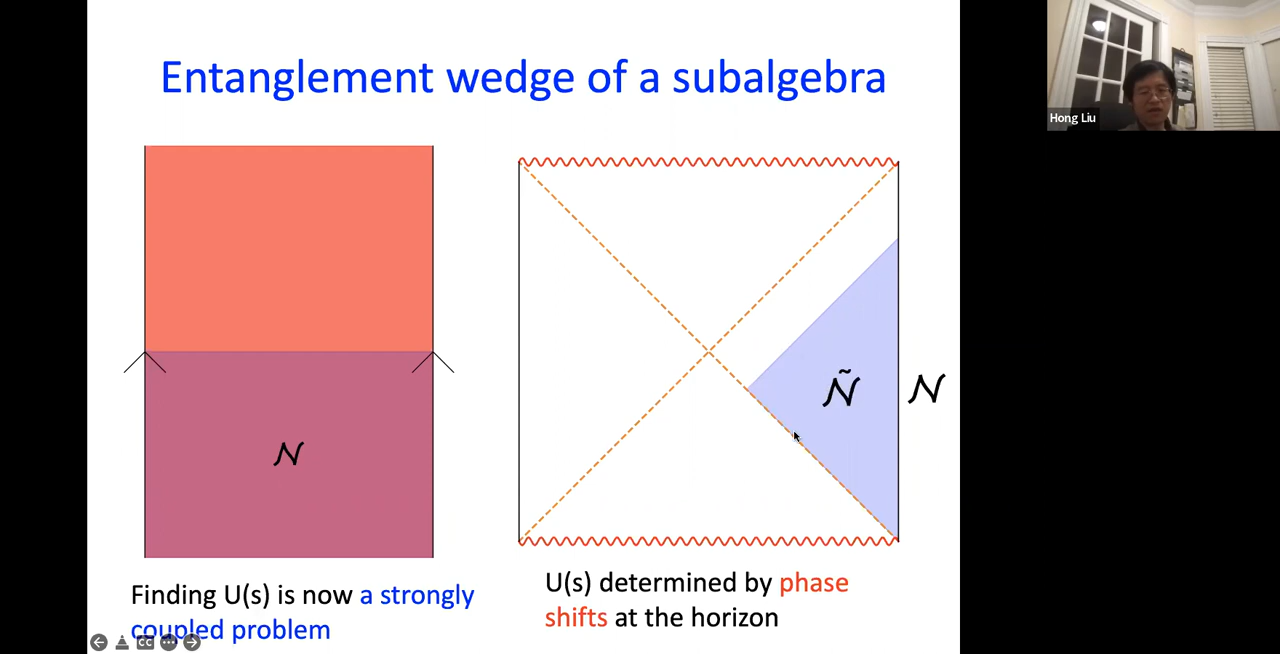 Entanglement wedge of a subalgebra
Hong Liu
𝒩
Ñ
𝒩
Finding U(s) is now a strongly
coupled problem
U(s) determined by phase
shifts at the horizon
CC